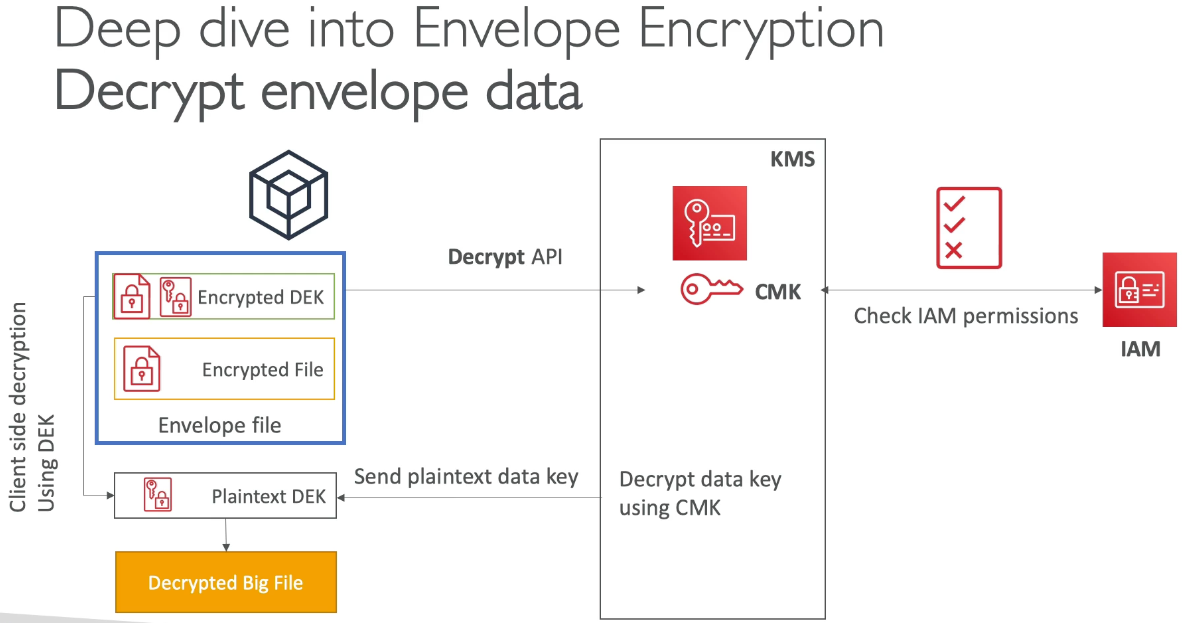 Deep dive into Envelope Encryption
Decrypt envelope data
KMS
Decrypt API
Encrypted DEK
CMK
Check IAM permissions
IAM
Encrypted File
Envelope file
Client side decryption
Using DEK
Send plaintext data key
Decrypt data key
using CMK
Plaintext DEK
Decrypted Big File